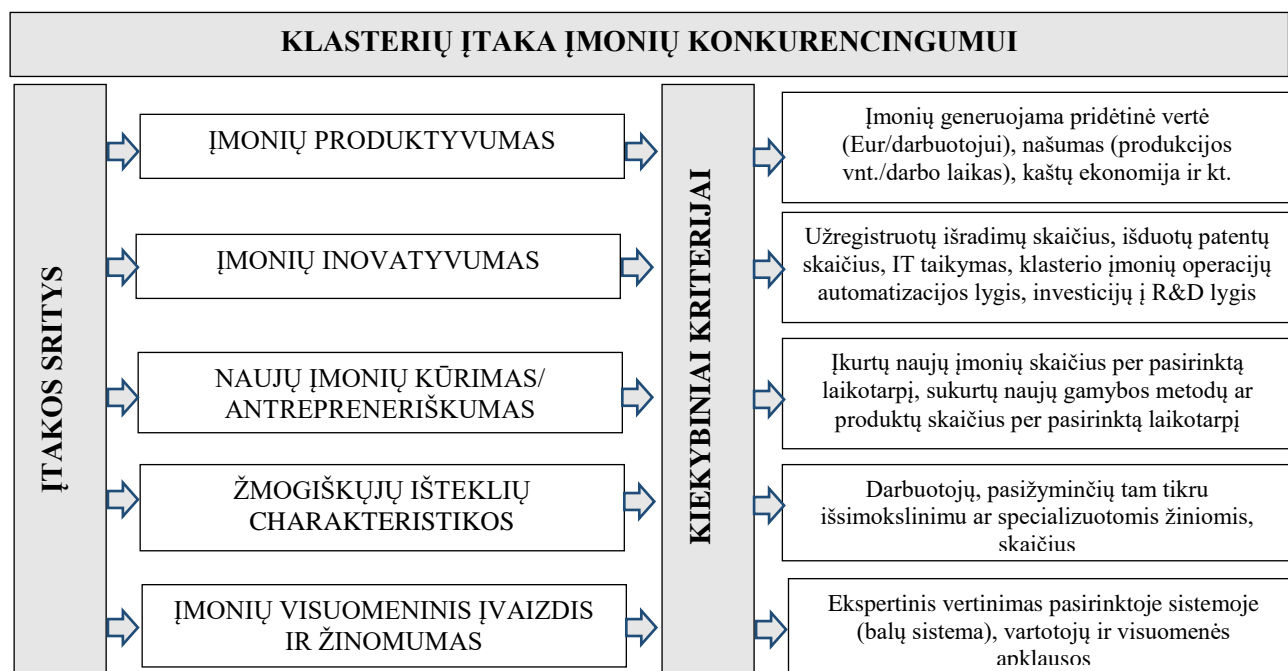 KLASTERIŲ ĮTAKA ĮMONIŲ KONKURENCINGUMUI
ĮTAKOS SRITYS
ĮMONIŲ PRODUKTYVUMAS
ĮMONIŲ INOVATYVUMAS
NAUJŲ ĮMONIŲ KŪRIMAS/
ANTREPRENERIŠKUMAS
ŽMOGIŠKŲJŲ IŠTEKLIŲ
CHARAKTERISTIKOS
ĮMONIŲ VISUOMENINIS ĮVAIZDIS
IR ŽINOMUMAS
KIEKYBINIAI KRITERIJAI
Įmonių generuojama pridėtinė vertė
(Eur/darbuotojui), našumas (produkcijos
vnt./darbo laikas), kaštų ekonomija ir kt.
Užregistruotų išradimų skaičius, išduotų patentų
skaičius, IT taikymas, klasterio įmonių operacijų
automatizacijos lygis, investicijų į R&D lygis
Įkurtų naujų įmonių skaičius per pasirinktą
laikotarpį, sukurtų naujų gamybos metodų ar
produktų skaičius per pasirinktą laikotarpį
Darbuotojų, pasižyminčių tam tikru
išsimokslinimu ar specializuotomis žiniomis,
skaičius
Ekspertinis vertinimas pasirinktoje sistemoje
(balų sistema), vartotojų ir visuomenės
apklausos